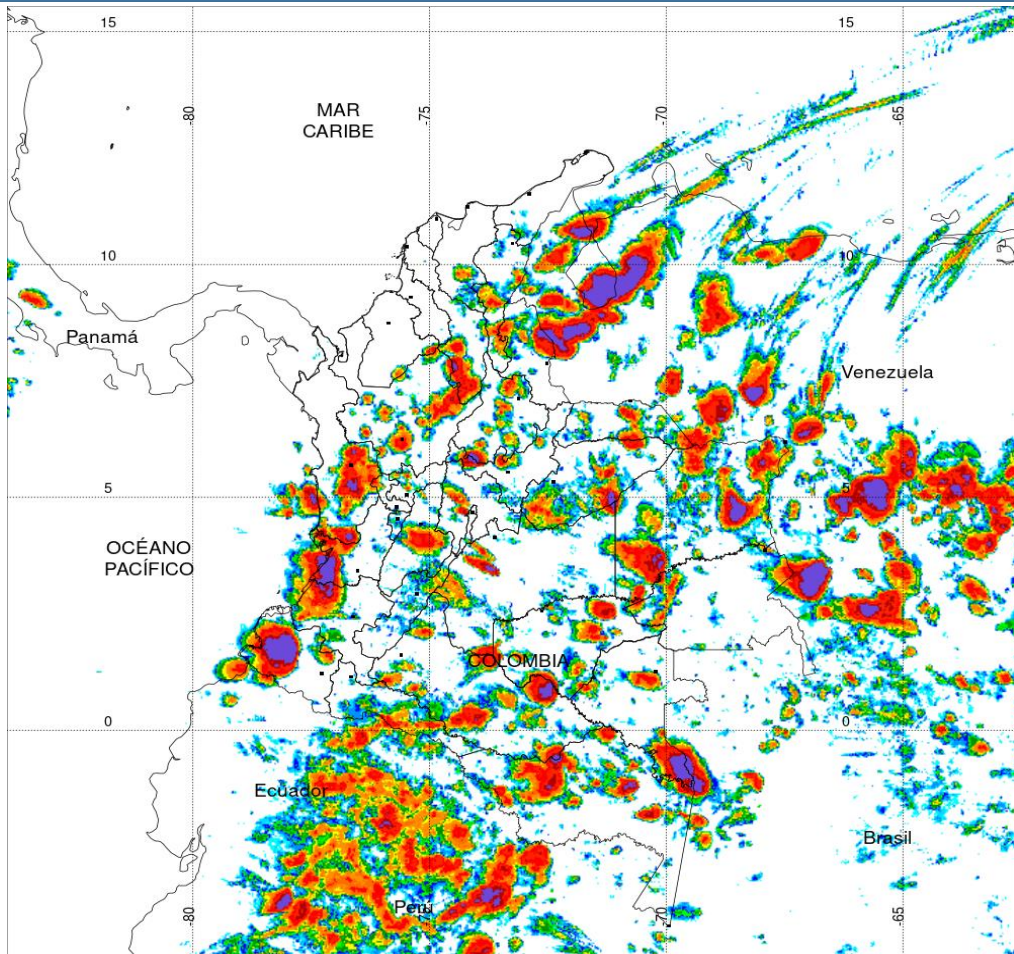 15
15
-80
-75
-70
-65
MAR
CARIBE
10
10
Panamá
Venezuela
5
5
OCÉANO
PACÍFICO
COLOMBIA
0
0
Ecuador
Brasil
Perú
-80
-70
-65